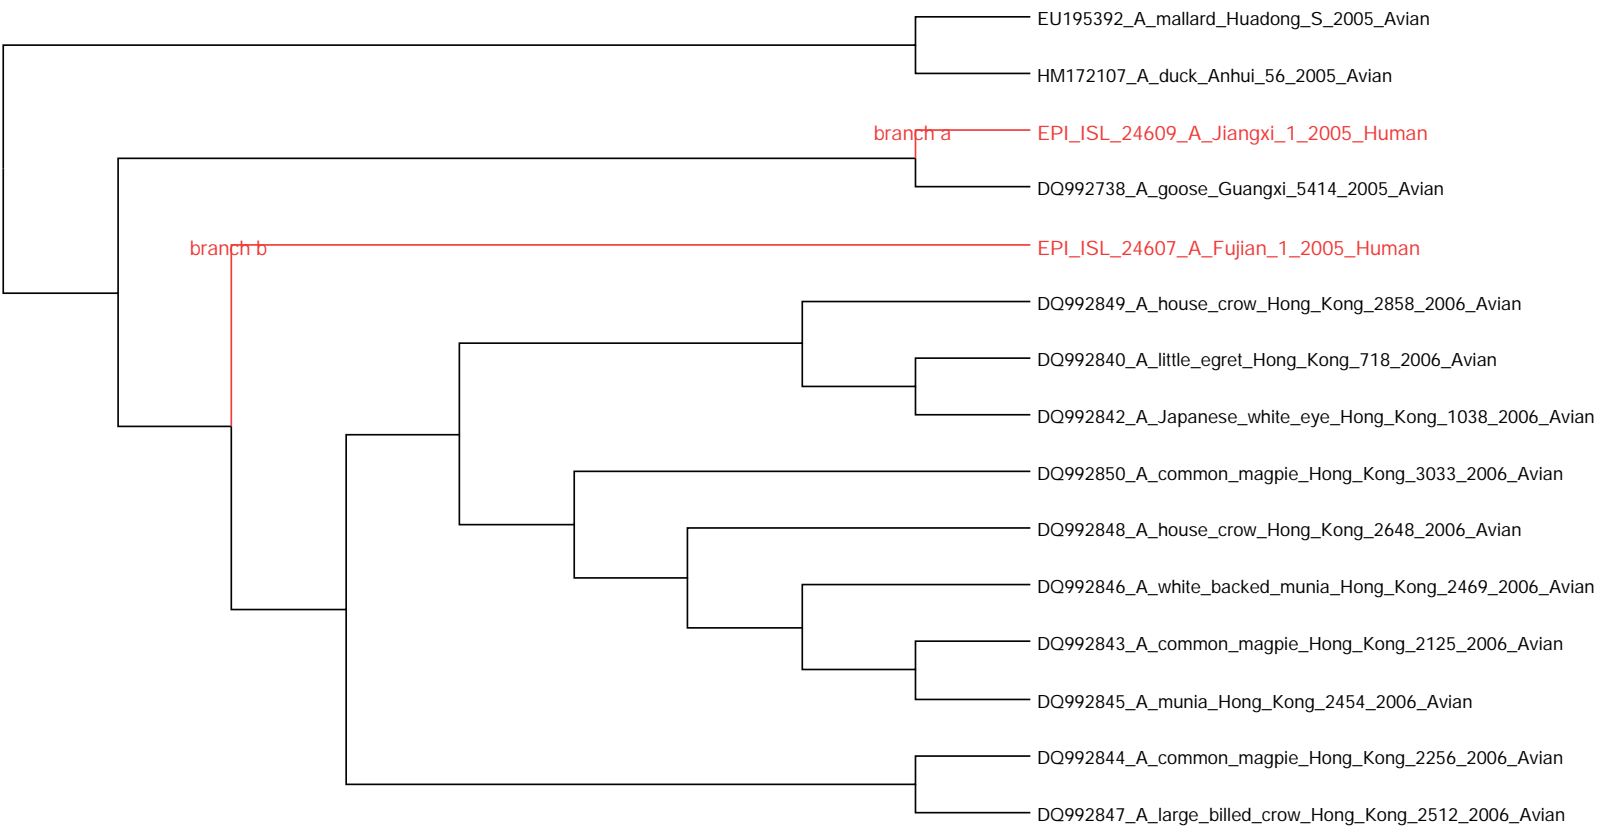 EU195392_A_mallard_Huadong_S_2005_Avian
HM172107_A_duck_Anhui_56_2005_Avian
branch a
EPI_ISL_24609_A_Jiangxi_1_2005_Human
DQ992738_A_goose_Guangxi_5414_2005_Avian
branch b
EPI_ISL_24607_A_Fujian_1_2005_Human
DQ992849_A_house_crow_Hong_Kong_2858_2006_Avian
DQ992840_A_little_egret_Hong_Kong_718_2006_Avian
DQ992842_A_Japanese_white_eye_Hong_Kong_1038_2006_Avian
DQ992850_A_common_magpie_Hong_Kong_3033_2006_Avian
DQ992848_A_house_crow_Hong_Kong_2648_2006_Avian
DQ992846_A_white_backed_munia_Hong_Kong_2469_2006_Avian
DQ992843_A_common_magpie_Hong_Kong_2125_2006_Avian
DQ992845_A_munia_Hong_Kong_2454_2006_Avian
DQ992844_A_common_magpie_Hong_Kong_2256_2006_Avian
DQ992847_A_large_billed_crow_Hong_Kong_2512_2006_Avian